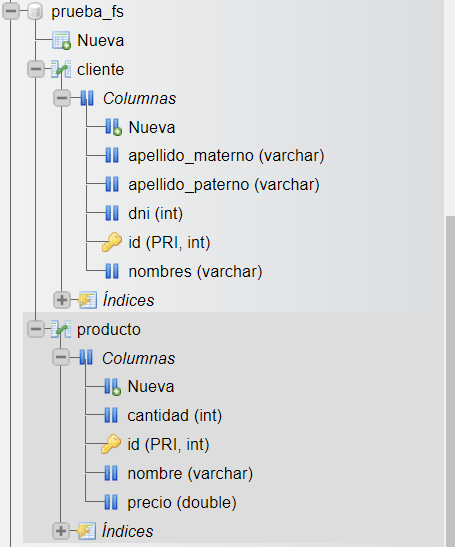 prueba_fs
Nueva
cliente
Columnas
Nueva
apellido_materno (varchar)
apellido_paterno (varchar)
dni (int)
id (PRI, int)
nombres (varchar)
Índices
producto
Columnas
Nueva
cantidad (int)
id (PRI, int)
nombre (varchar)
precio (double)
Índices